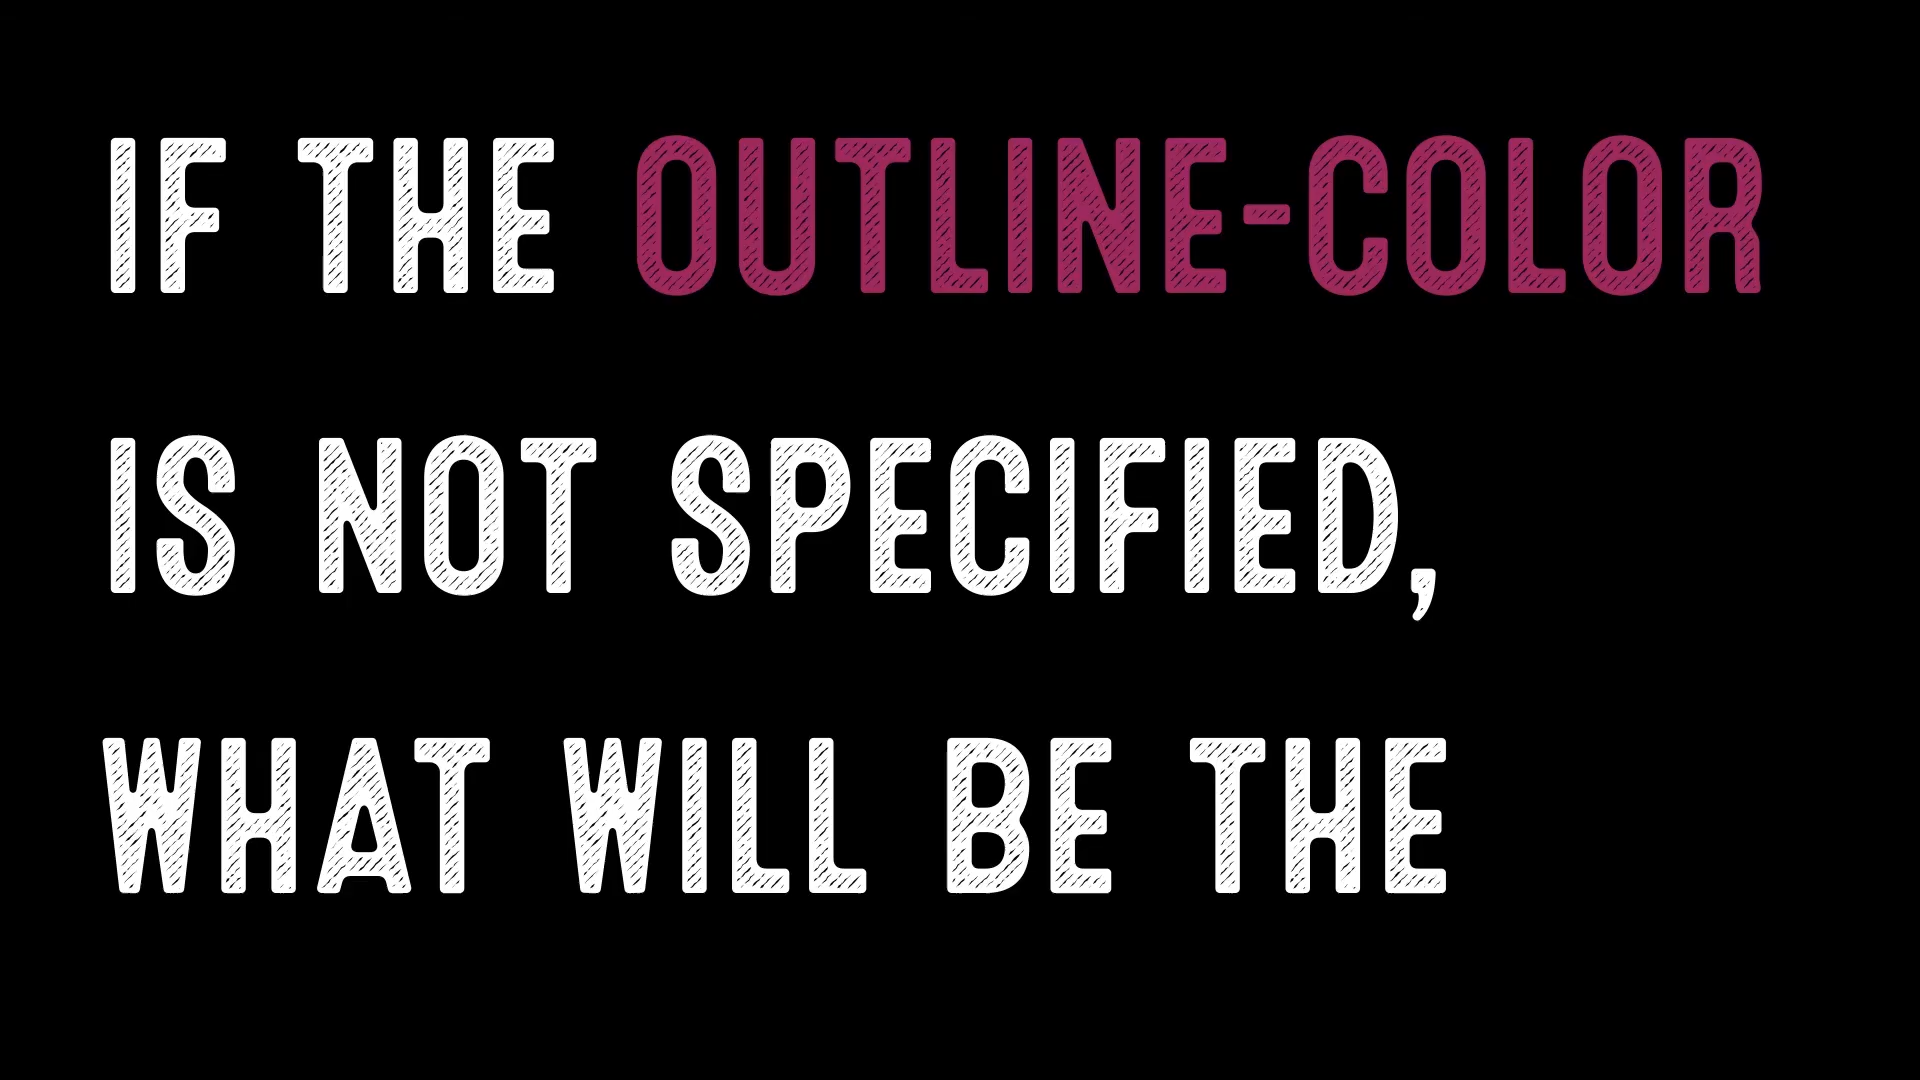 IF THE OUTLINE-COLOR
IS NOT SPECIFIED,
WHAT WILL BE THE